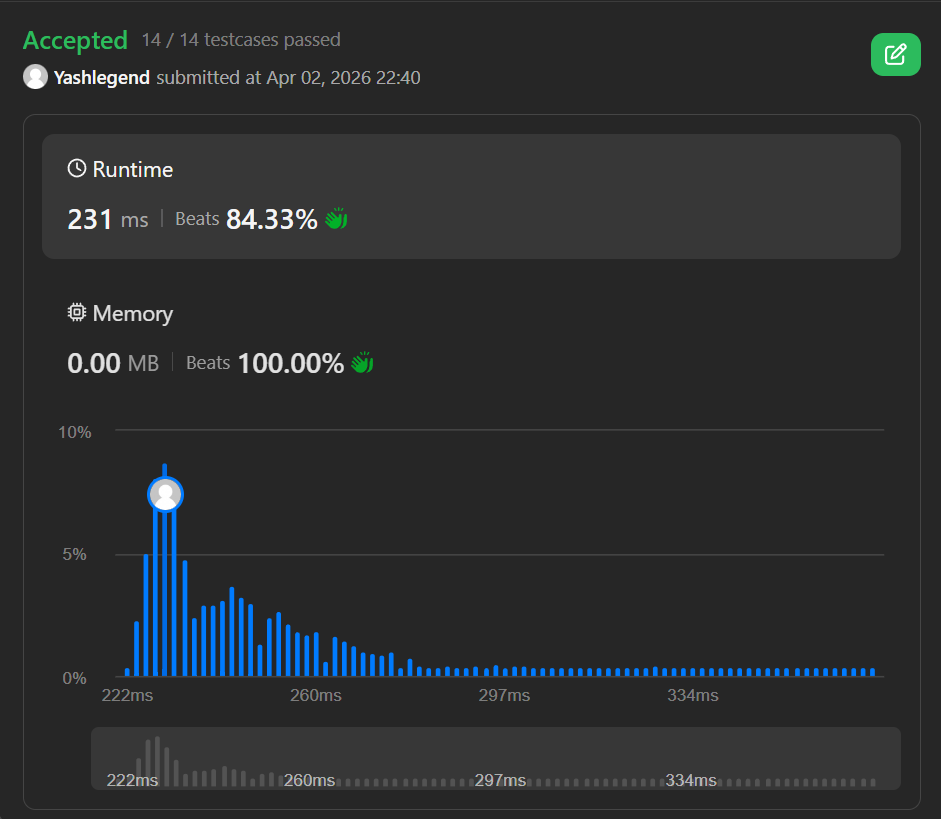 Accepted 14 / 14 testcases passed
Yashlegend submitted at Apr 02, 2026 22:40
Runtime
231 ms | Beats 84.33%
Memory
0.00 MB | Beats 100.00%
10%
5%
0%
222ms 260ms 297ms 334ms
222ms 260ms 297ms 334ms